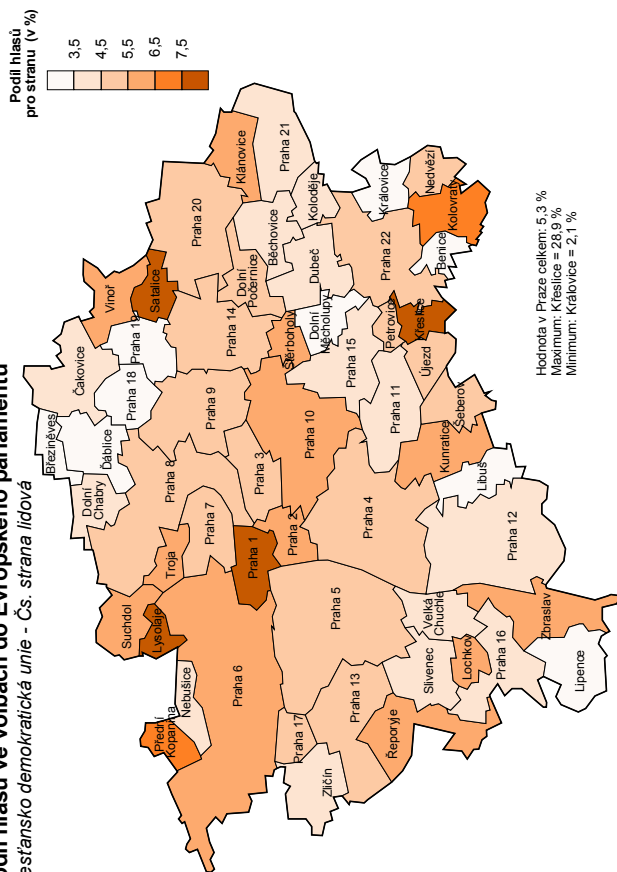 podíl hlasů ve volbách do Evropského parlamentu
esťansko demokratická unie - Čs. strana lidová
Podíl hlasů
pro stranu (v %)
3,5
4,5
5,5
6,5
7,5
Březiněves
Čakovice
Vinoř
Satalice
Praha 19
Praha 18
Ďáblice
Dolní
Chabry
Praha 8
Praha 9
Praha 14
Praha 20
Klánovice
Praha 21
Koloděje
Běchovice
Dolní
Počernice
Dubeč
Štěrboholy
Dolní
Měcholupy
Praha 15
Praha 22
Královice
Nedvězí
Kolovraty
Benice
Křeslice
Petrovice
Újezd
Šeberov
Praha 11
Kunratice
Libuš
Praha 10
Praha 3
Praha 7
Troja
Suchdol
Lysolaje
Praha 1
Praha 2
Praha 4
Praha 12
Praha 6
Nebušice
Přední
Kopanina
Praha 5
Praha 17
Praha 13
Zličín
Řeporyje
Slivenec
Velká
Chuchle
Lochkov
Praha 16
Zbraslav
Lipence
Hodnota v Praze celkem: 5,3 %
Maximum: Křeslice = 28,9 %
Minimum: Královice = 2,1 %